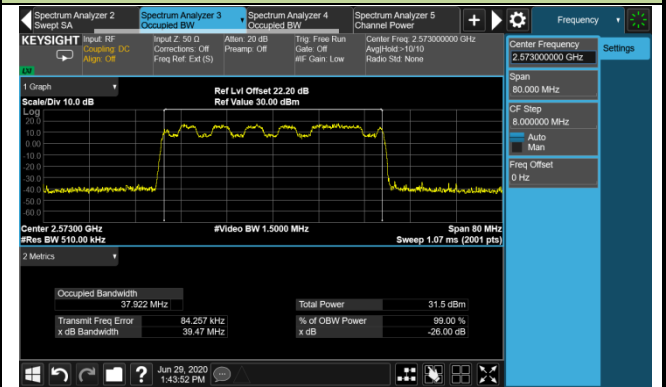 Spectrum Analyzer 2
Swept SA
Spectrum Analyzer 3
Occupied BW
Spectrum Analyzer 4
Occupied BW
Spectrum Analyzer 5
Channel Power
Frequency
KEYSIGHT
Input: RF
Coupling: DC
Align: Off
Input Z: 50 Ω
Corrections: Off
Freq Ref: Ext (S)
Atten: 20 dB
Preamp: Off
Trig: Free Run
Gate: Off
#IF Gain: Low
Center Freq: 2.573000000 GHz
Avg|Hold:>10/10
Radio Std: None
LV
Center Frequency
2.573000000 GHz
Settings
Span
80.000 MHz
CF Step
8.000000 MHz
Auto
Man
Freq Offset
0 Hz
1 Graph
Scale/Div 10.0 dB
Ref Lvl Offset 22.20 dB
Ref Value 30.00 dBm
Log
20.0
10.0
0.00
-10.0
-20.0
-30.0
-40.0
-50.0
-60.0
Center 2.57300 GHz
#Res BW 510.00 kHz
#Video BW 1.5000 MHz
Span 80 MHz
Sweep 1.07 ms (2001 pts)
2 Metrics
Occupied Bandwidth
37.922 MHz
Total Power 31.5 dBm
Transmit Freq Error 84.257 kHz
% of OBW Power 99.00 %
x dB Bandwidth 39.47 MHz
x dB -26.00 dB
Jun 29, 2020
1:43:52 PM